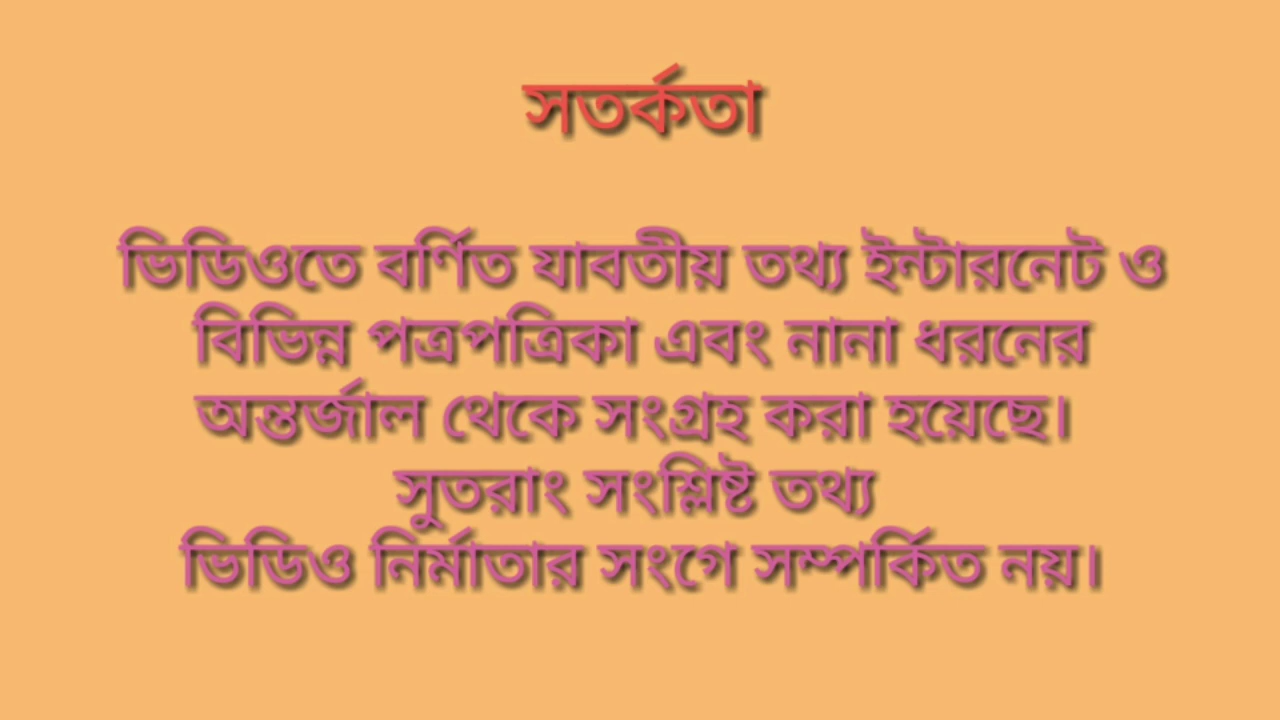 সতর্কতা
ভিডিওতে বর্ণিত যাবতীয় তথ্য ইন্টারনেট ও
বিভিন্ন পত্রপত্রিকা এবং নানা ধরনের
অন্তর্জাল থেকে সংগ্রহ করা হয়েছে।
সুতরাং সংশ্লিষ্ট তথ্য
ভিডিও নির্মাতার সংগে সম্পর্কিত নয়।